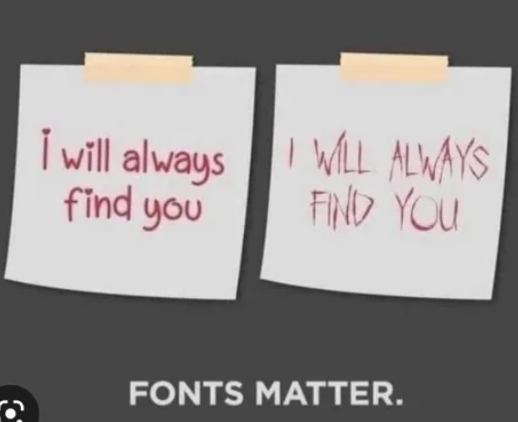 i will always
find you
I WILL ALWAYS
FIND YOU
FONTS MATTER.